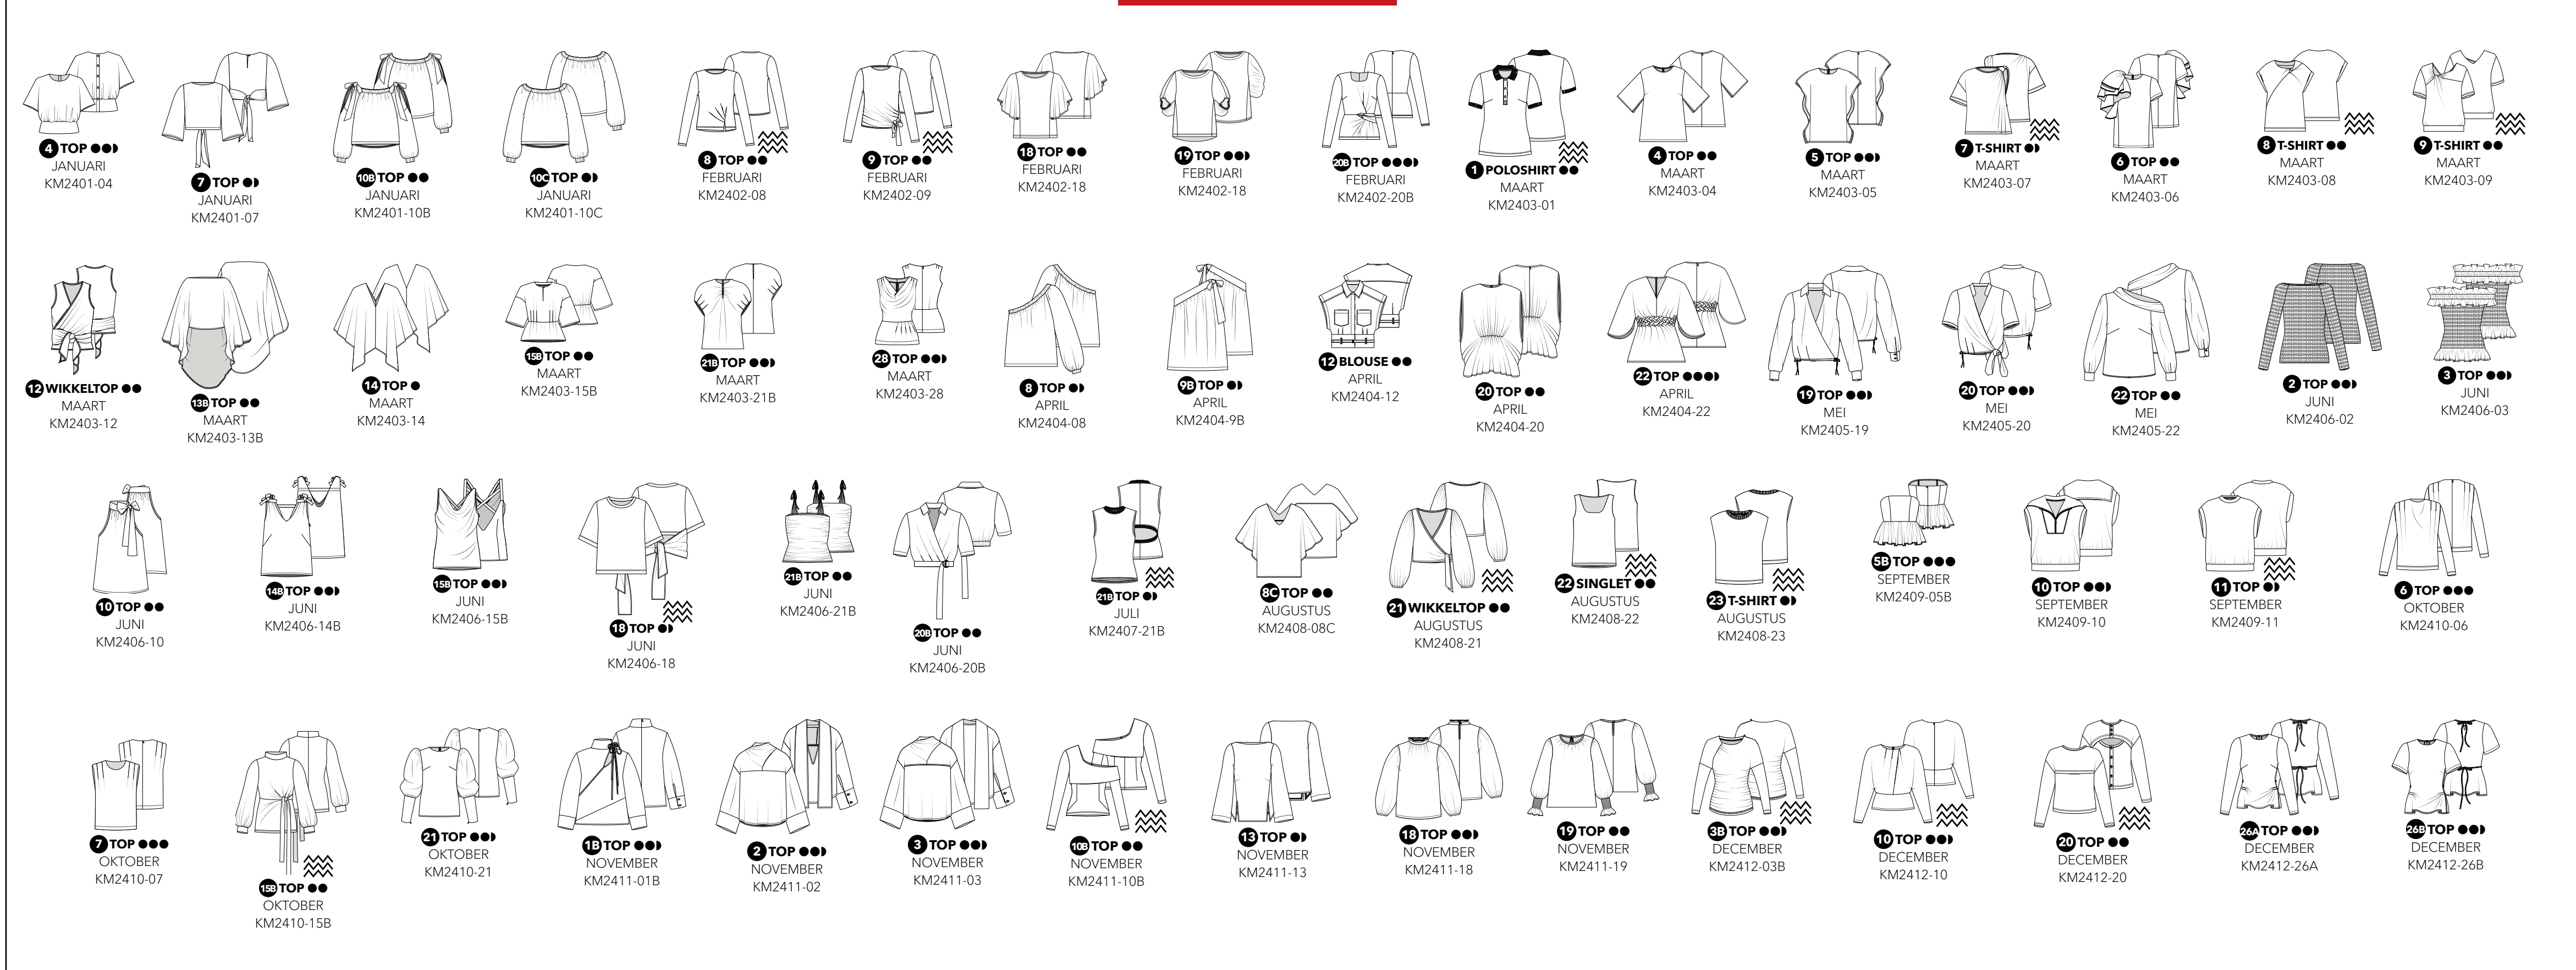 4 TOP
JANUARI
KM2401-04
7 TOP
JANUARI
KM2401-07
10B TOP
JANUARI
KM2401-10B
10C TOP
JANUARI
KM2401-10C
8 TOP
FEBRUARI
KM2402-08
9 TOP
FEBRUARI
KM2402-09
18 TOP
FEBRUARI
KM2402-18
19 TOP
FEBRUARI
KM2402-18
20B TOP
FEBRUARI
KM2402-20B
1 POLOSHIRT
MAART
KM2403-01
4 TOP
MAART
KM2403-04
5 TOP
MAART
KM2403-05
7 T-SHIRT
MAART
KM2403-07
6 TOP
MAART
KM2403-06
8 T-SHIRT
MAART
KM2403-08
9 T-SHIRT
MAART
KM2403-09
12 WIKKELTOP
MAART
KM2403-12
13B TOP
MAART
KM2403-13B
14 TOP
MAART
KM2403-14
15B TOP
MAART
KM2403-15B
21B TOP
MAART
KM2403-21B
28 TOP
MAART
KM2403-28
8 TOP
APRIL
KM2404-08
9B TOP
APRIL
KM2404-9B
12 BLOUSE
APRIL
KM2404-12
20 TOP
APRIL
KM2404-20
22 TOP
APRIL
KM2404-22
19 TOP
MEI
KM2405-19
20 TOP
MEI
KM2405-20
22 TOP
MEI
KM2405-22
2 TOP
JUNI
KM2406-02
3 TOP
JUNI
KM2406-03
10 TOP
JUNI
KM2406-10
14B TOP
JUNI
KM2406-14B
15B TOP
JUNI
KM2406-15B
18 TOP
JUNI
KM2406-18
21B TOP
JUNI
KM2406-21B
20B TOP
JUNI
KM2406-20B
21B TOP
JULI
KM2407-21B
8C TOP
AUGUSTUS
KM2408-08C
21 WIKKELTOP
AUGUSTUS
KM2408-21
22 SINGLET
AUGUSTUS
KM2408-22
23 T-SHIRT
AUGUSTUS
KM2408-23
5B TOP
SEPTEMBER
KM2409-05B
10 TOP
SEPTEMBER
KM2409-10
11 TOP
SEPTEMBER
KM2409-11
6 TOP
OKTOBER
KM2410-06
7 TOP
OKTOBER
KM2410-07
15B TOP
OKTOBER
KM2410-15B
21 TOP
OKTOBER
KM2410-21
1B TOP
NOVEMBER
KM2411-01B
2 TOP
NOVEMBER
KM2411-02
3 TOP
NOVEMBER
KM2411-03
10B TOP
NOVEMBER
KM2411-10B
13 TOP
NOVEMBER
KM2411-13
18 TOP
NOVEMBER
KM2411-18
19 TOP
NOVEMBER
KM2411-19
3B TOP
DECEMBER
KM2412-03B
10 TOP
DECEMBER
KM2412-10
20 TOP
DECEMBER
KM2412-20
26A TOP
DECEMBER
KM2412-26A
26B TOP
DECEMBER
KM2412-26B